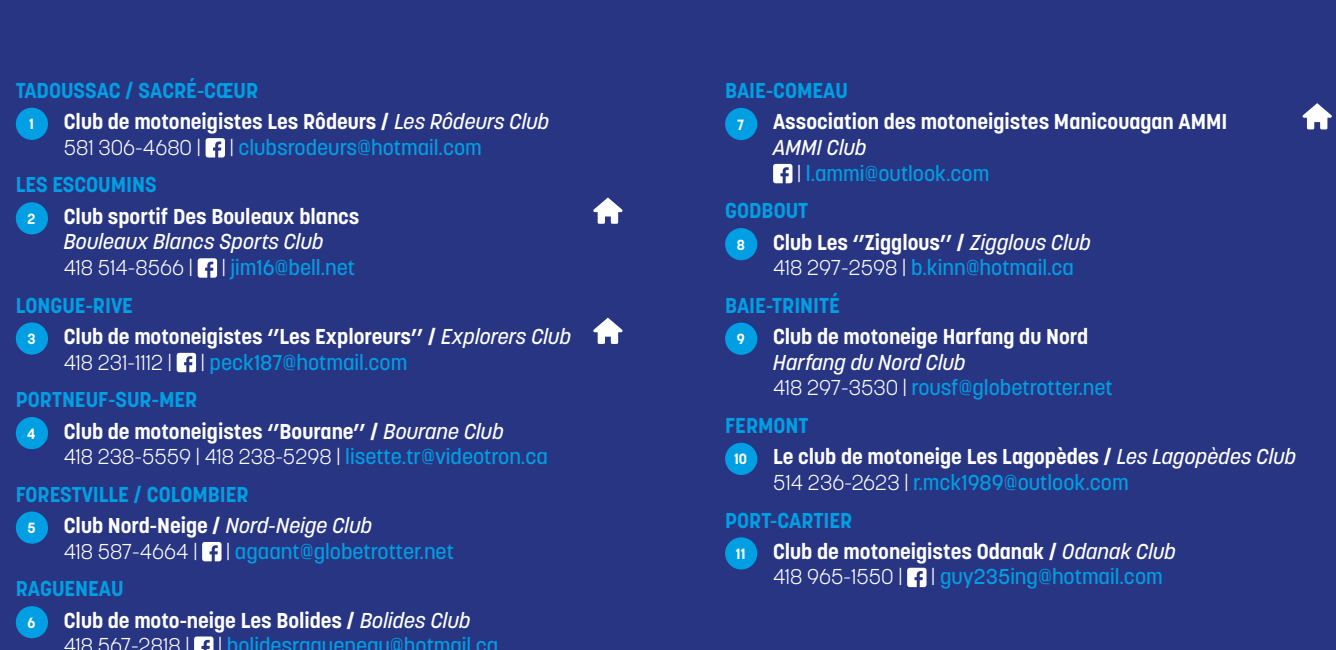 TADOUSSAC / SACRÉ-CŒUR
1 Club de motoneigistes Les Rôdeurs / Les Rôdeurs Club
581 306-4680 | | clubsrodeurs@hotmail.com
LES ESCOUMINS
2 Club sportif Des Bouleaux blancs
Bouleaux Blancs Sports Club
418 514-8566 | | jim16@bell.net
LONGUE-RIVE
3 Club de motoneigistes ‘’Les Exploreurs’’ / Explorers Club
418 231-1112 | | peck187@hotmail.com
PORTNEUF-SUR-MER
4 Club de motoneigistes ‘’Bourane’’ / Bourane Club
418 238-5559 | 418 238-5298 | lisette.tr@videotron.ca
FORESTVILLE / COLOMBIER
5 Club Nord-Neige / Nord-Neige Club
418 587-4664 | | agaant@globetrotter.net
RAGUENEAU
6 Club de moto-neige Les Bolides / Bolides Club
418 567-2818 | | bolidesragueneau@hotmail.ca
BAIE-COMEAU
7 Association des motoneigistes Manicouagan AMMI
AMMI Club
| l.ammi@outlook.com
GODBOUT
8 Club Les ‘’Zigglous’’ / Zigglous Club
418 297-2598 | b.kinn@hotmail.ca
BAIE-TRINITÉ
9 Club de motoneige Harfang du Nord
Harfang du Nord Club
418 297-3530 | rousf@globetrotter.net
FERMONT
10 Le club de motoneige Les Lagopèdes / Les Lagopèdes Club
514 236-2623 | r.mck1989@outlook.com
PORT-CARTIER
11 Club de motoneigistes Odanak / Odanak Club
418 965-1550 | | guy235ing@hotmail.com